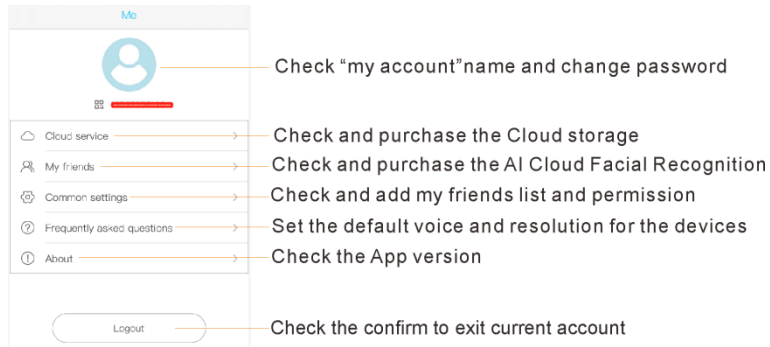 Me
Check “my account”name and change password
Cloud service
Check and purchase the Cloud storage
My friends
Check and purchase the AI Cloud Facial Recognition
Common settings
Check and add my friends list and permission
Frequently asked questions
Set the default voice and resolution for the devices
About
Check the App version
Logout
Check the confirm to exit current account